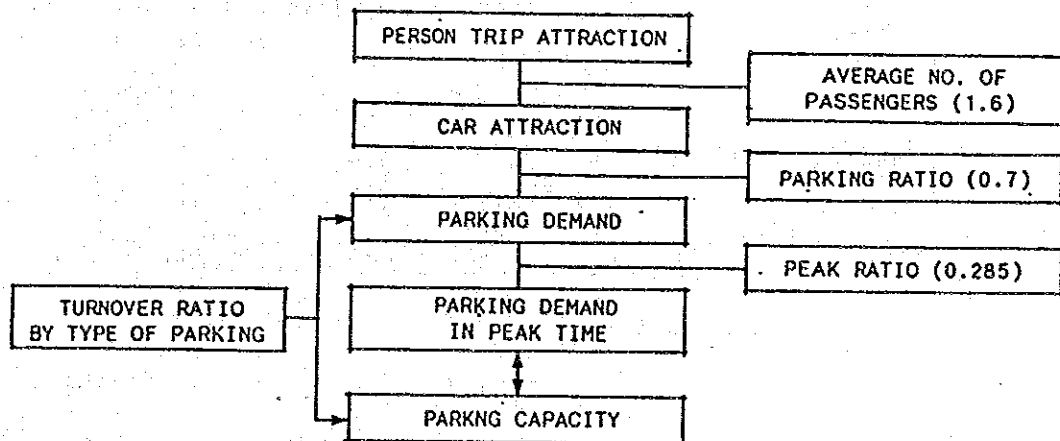 PERSON TRIP ATTRACTION
AVERAGE NO. OF
PASSENGERS (1.6)
CAR ATTRACTION
PARKING RATIO (0.7)
PARKING DEMAND
PEAK RATIO (0.285)
TURNOVER RATIO
BY TYPE OF PARKING
PARKING DEMAND
IN PEAK TIME
PARKNG CAPACITY